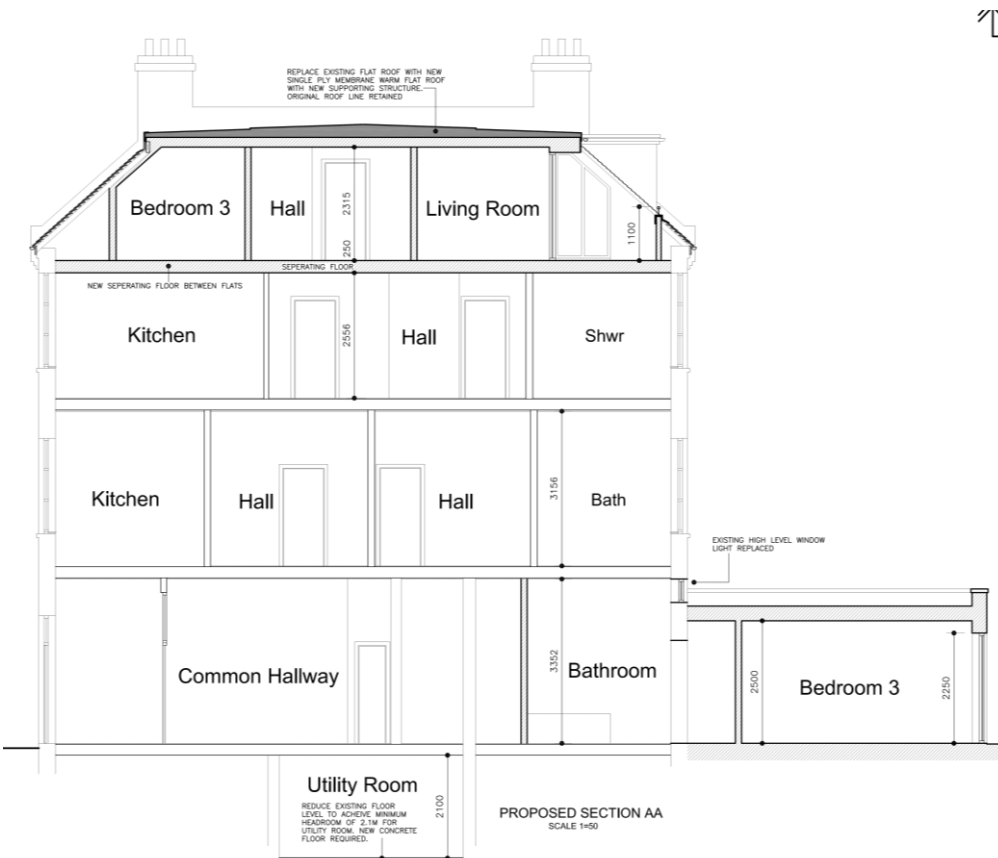 REPLACE EXISTING FLAT ROOF WITH NEW
SINGLE PLY MEMBRANE WARM FLAT ROOF
WITH NEW SUPPORTING STRUCTURE.
ORIGINAL ROOF LINE RETAINED
Bedroom 3
Hall
2315
Living Room
1100
250
SEPERATING FLOOR
NEW SEPERATING FLOOR BETWEEN FLATS
Kitchen
2556
Hall
Shwr
Kitchen
Hall
Hall
3156
Bath
EXISTING HIGH LEVEL WINDOW
LIGHT REPLACED
Common Hallway
3352
Bathroom
2500
Bedroom 3
2250
Utility Room
REDUCE EXISTING FLOOR
LEVEL TO ACHEIVE MINIMUM
HEADROOM OF 2.1M FOR
UTILITY ROOM. NEW CONCRETE
FLOOR REQUIRED.
2100
PROPOSED SECTION AA
SCALE 1=50